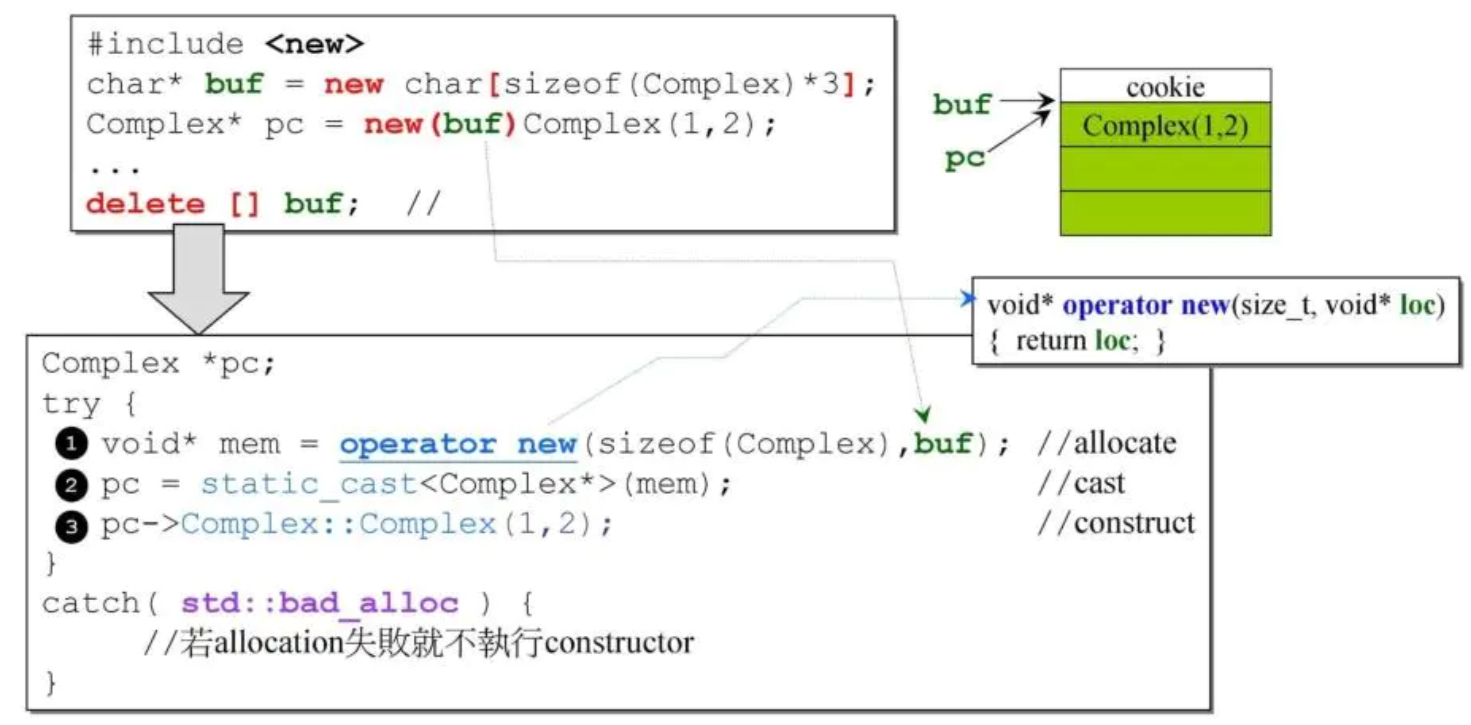 #include <new>
char* buf = new char[sizeof(Complex)*3];
Complex* pc = new(buf)Complex(1,2);
...
delete [] buf;  //
buf
pc
cookie
Complex(1,2)
void* operator new(size_t, void* loc)
{ return loc; }
Complex *pc;
try {
1 void* mem = operator new(sizeof(Complex),buf); //allocate
2 pc = static_cast<Complex*>(mem); //cast
3 pc->Complex::Complex(1,2); //construct
}
catch( std::bad_alloc ) {
//若allocation失敗就不執行constructor
}